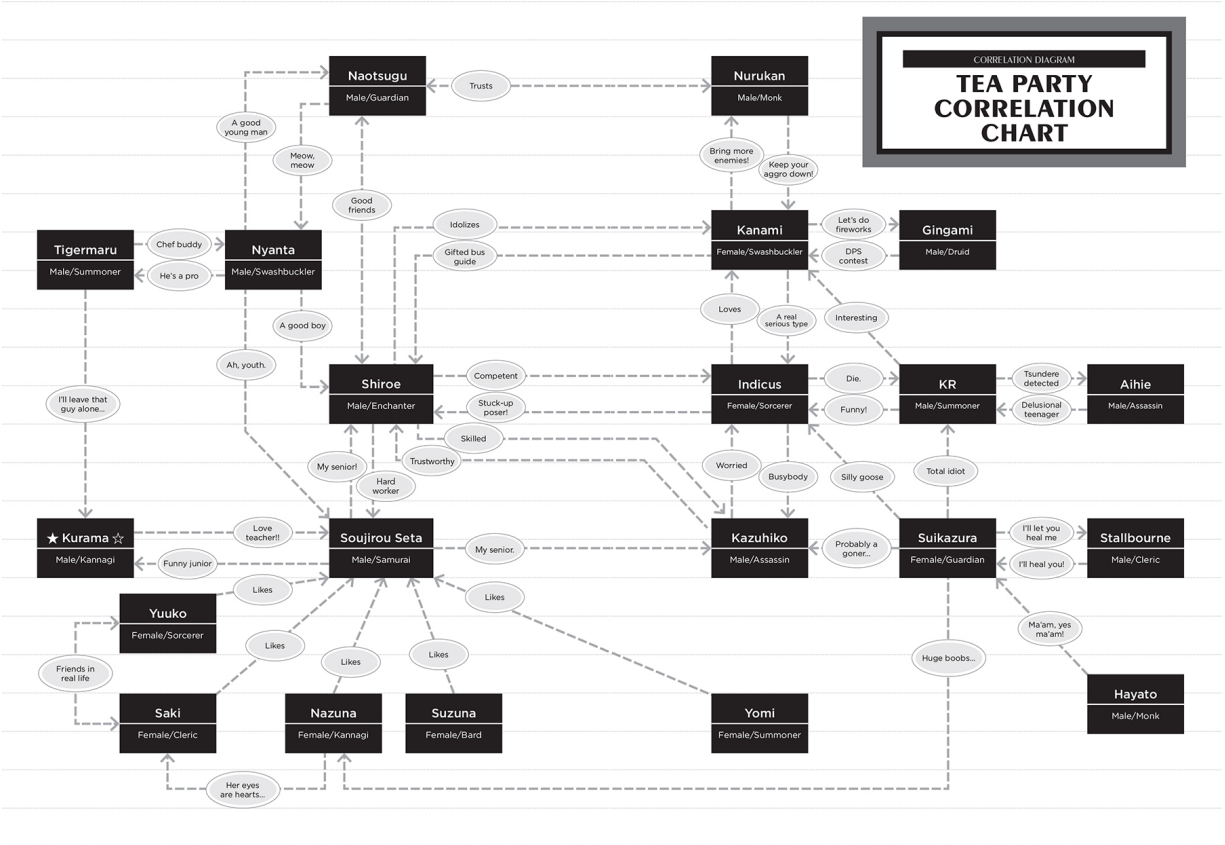 CORRELATION DIAGRAM
TEA PARTY
CORRELATION
CHART
Naotsugu
Male/Guardian
Trusts
Nurukan
Male/Monk
A good
young man
Meow,
meow
Good
friends
Bring more
enemies!
Keep your
aggro down!
Tigermaru
Male/Summoner
Chef buddy
He's a pro
Nyanta
Male/Swashbuckler
Idolizes
Gifted bus
guide
Kanami
Female/Swashbuckler
Let's do
fireworks
DPS
contest
Gingami
Male/Druid
A good boy
Ah, youth.
Loves
A real
serious type
Interesting
I'll leave that
guy alone...
Shiroe
Male/Enchanter
Competent
Stuck-up
poser!
Indicus
Female/Sorcerer
Die.
Funny!
KR
Male/Summoner
Tsundere
detected
Delusional
teenager
Aihie
Male/Assassin
Skilled
Trustworthy
My senior!
Hard
worker
Worried
Busybody
Silly goose
Total idiot
★ Kurama ☆
Male/Kannagi
Love
teacher!!
Funny junior
Soujirou Seta
Male/Samurai
My senior.
Kazuhiko
Male/Assassin
Probably a
goner...
Suikazura
Female/Guardian
I'll let you
heal me
I'll heal you!
Stallbourne
Male/Cleric
Yuuko
Female/Sorcerer
Likes
Likes
Likes
Likes
Likes
Ma'am, yes
ma'am!
Friends in
real life
Huge boobs...
Saki
Female/Cleric
Nazuna
Female/Kannagi
Suzuna
Female/Bard
Yomi
Female/Summoner
Hayato
Male/Monk
Her eyes
are hearts...